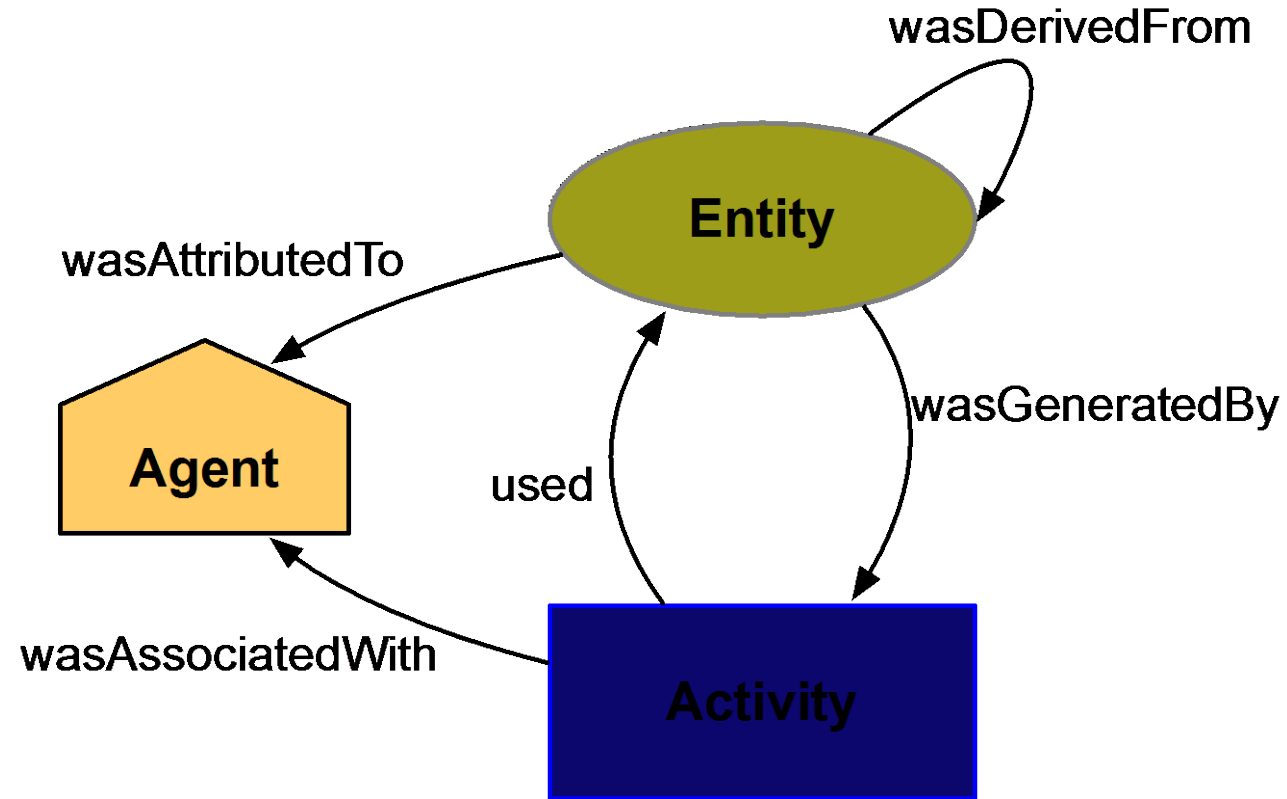 wasDerivedFrom
Entity
wasAttributedTo
wasGeneratedBy
Agent
used
wasAssociatedWith
Activity